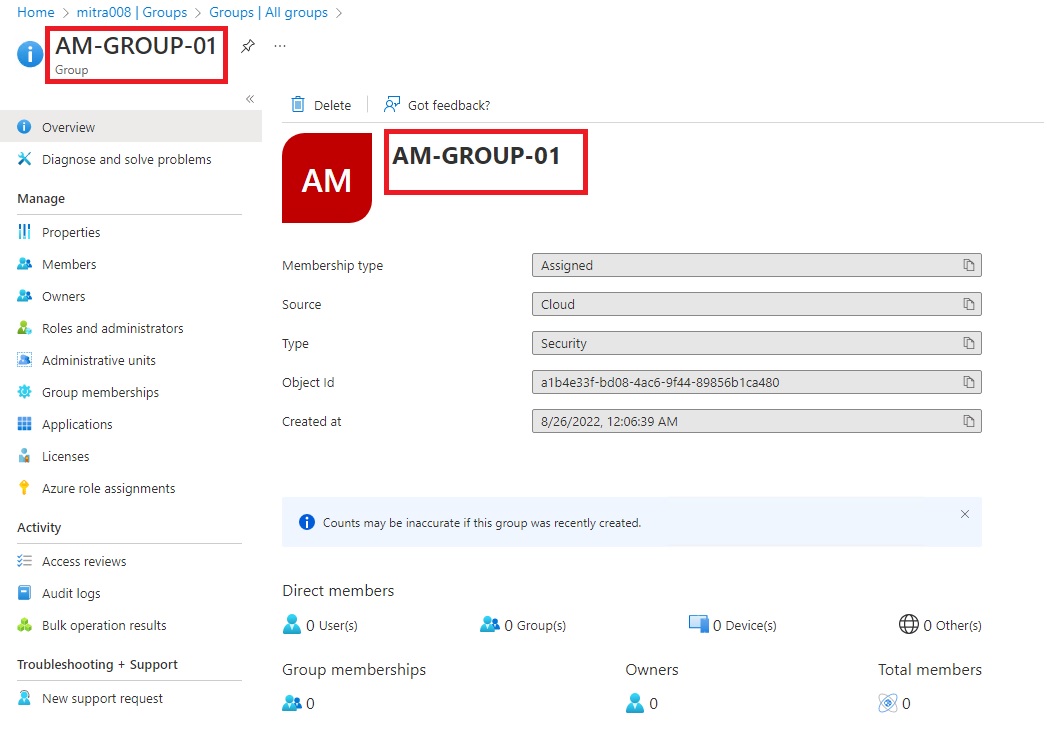 Home > mitra008 | Groups > Groups | All groups >
AM-GROUP-01
Group
...
«
Delete
Got feedback?
Overview
Diagnose and solve problems
Manage
Properties
Members
Owners
Roles and administrators
Administrative units
Group memberships
Applications
Licenses
Azure role assignments
Activity
Access reviews
Audit logs
Bulk operation results
Troubleshooting + Support
New support request
AM
AM-GROUP-01
Membership type Assigned
Source Cloud
Type Security
Object Id a1b4e33f-bd08-4ac6-9f44-89856b1ca480
Created at 8/26/2022, 12:06:39 AM
Counts may be inaccurate if this group was recently created.
Direct members
0 User(s) 0 Group(s) 0 Device(s) 0 Other(s)
Group memberships Owners Total members
0 0 0